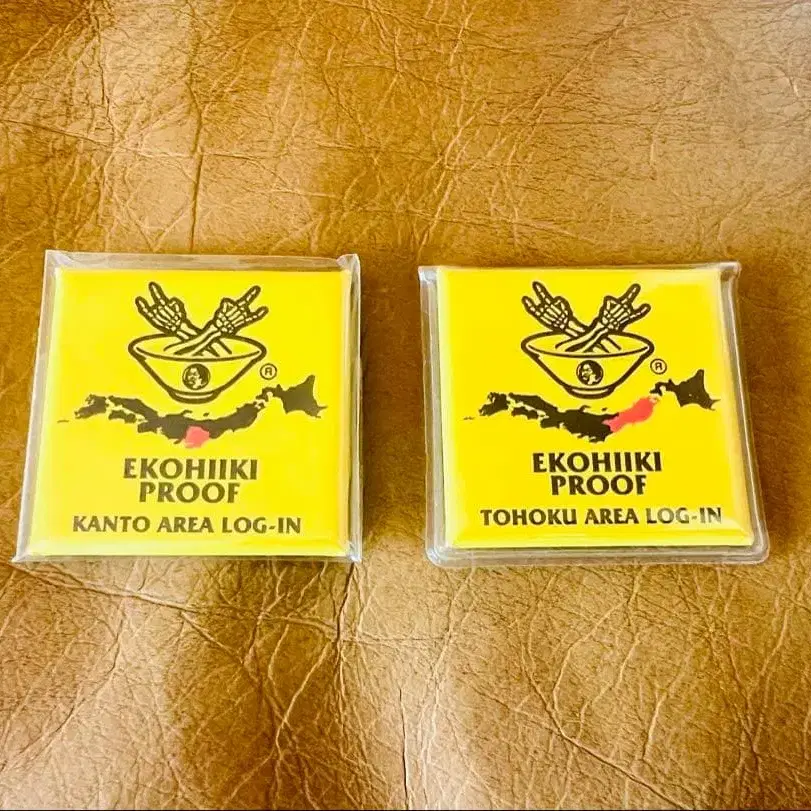 ®
EKOHIIKI
PROOF
KANTO AREA LOG-IN
®
EKOHIIKI
PROOF
TOHOKU AREA LOG-IN